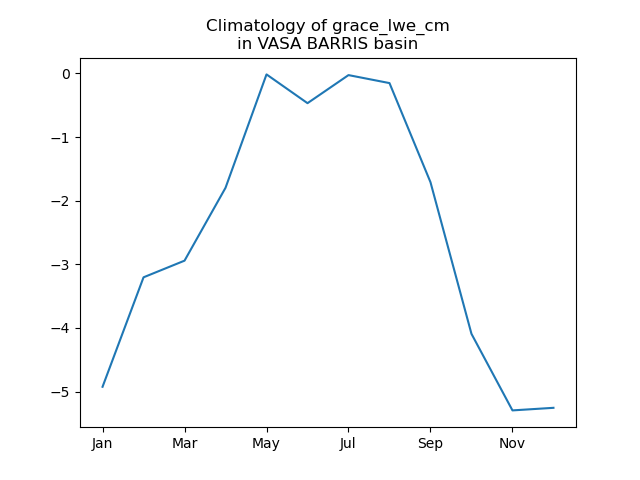 Climatology of grace_lwe_cm
in VASA BARRIS basin
0
−1
−2
−3
−4
−5
Jan
Mar
May
Jul
Sep
Nov